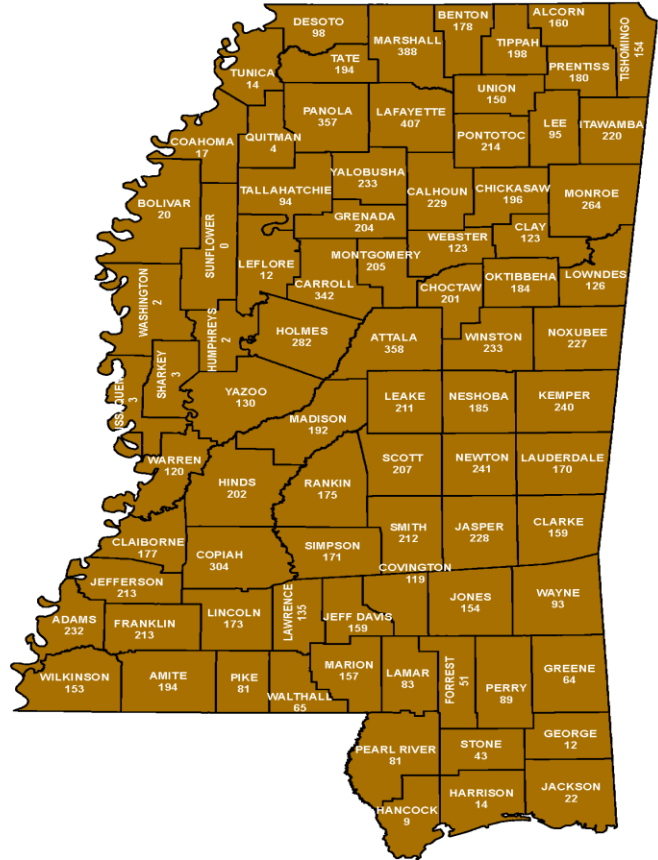 DESOTO
98
BENTON
178
ALCORN
160
TISHOMINGO
154
MARSHALL
388
TIPPAH
198
TATE
194
PRENTISS
180
TUNICA
14
UNION
150
PANOLA
357
LAFAYETTE
407
LEE
95
ITAWAMBA
220
COAHOMA
17
QUITMAN
4
PONTOTOC
214
YALOBUSHA
233
CALHOUN
229
CHICKASAW
196
MONROE
264
TALLAHATCHIE
94
BOLIVAR
20
SUNFLOWER
0
GRENADA
204
WEBSTER
123
CLAY
123
LEFLORE
12
MONTGOMERY
205
CARROLL
342
CHOCTAW
201
OKTIBBEHA
184
LOWNDES
126
WASHINGTON
2
HUMPHREYS
2
HOLMES
282
ATTALA
358
WINSTON
233
NOXUBEE
227
ISSAQUEN
3
SHARKEY
3
YAZOO
130
LEAKE
211
NESHOBA
185
KEMPER
240
MADISON
192
WARREN
120
HINDS
202
RANKIN
175
SCOTT
207
NEWTON
241
LAUDERDALE
170
CLAIBORNE
177
COPIAH
304
SIMPSON
171
SMITH
212
JASPER
228
CLARKE
159
COVINGTON
119
JEFFERSON
213
ADAMS
232
FRANKLIN
213
LINCOLN
173
LAWRENCE
135
JEFF DAVIS
159
JONES
154
WAYNE
93
WILKINSON
153
AMITE
194
PIKE
81
WALTHALL
65
MARION
157
LAMAR
83
FORREST
51
PERRY
89
GREENE
64
PEARL RIVER
81
STONE
43
GEORGE
12
HANCOCK
9
HARRISON
14
JACKSON
22